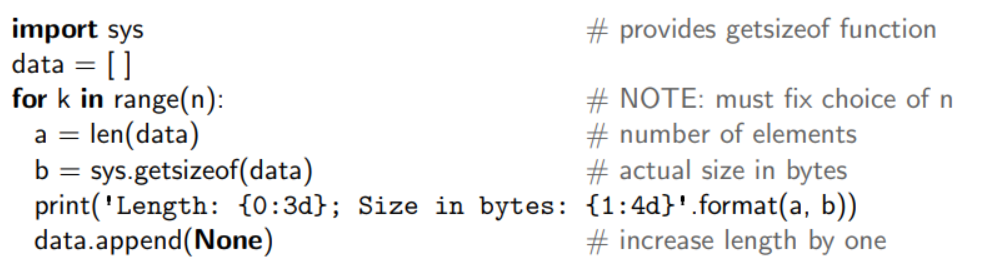 import sys # provides getsizeof function
data = [ ]
for k in range(n): # NOTE: must fix choice of n
a = len(data) # number of elements
b = sys.getsizeof(data) # actual size in bytes
print('Length: {0:3d}; Size in bytes: {1:4d}'.format(a, b))
data.append(None) # increase length by one